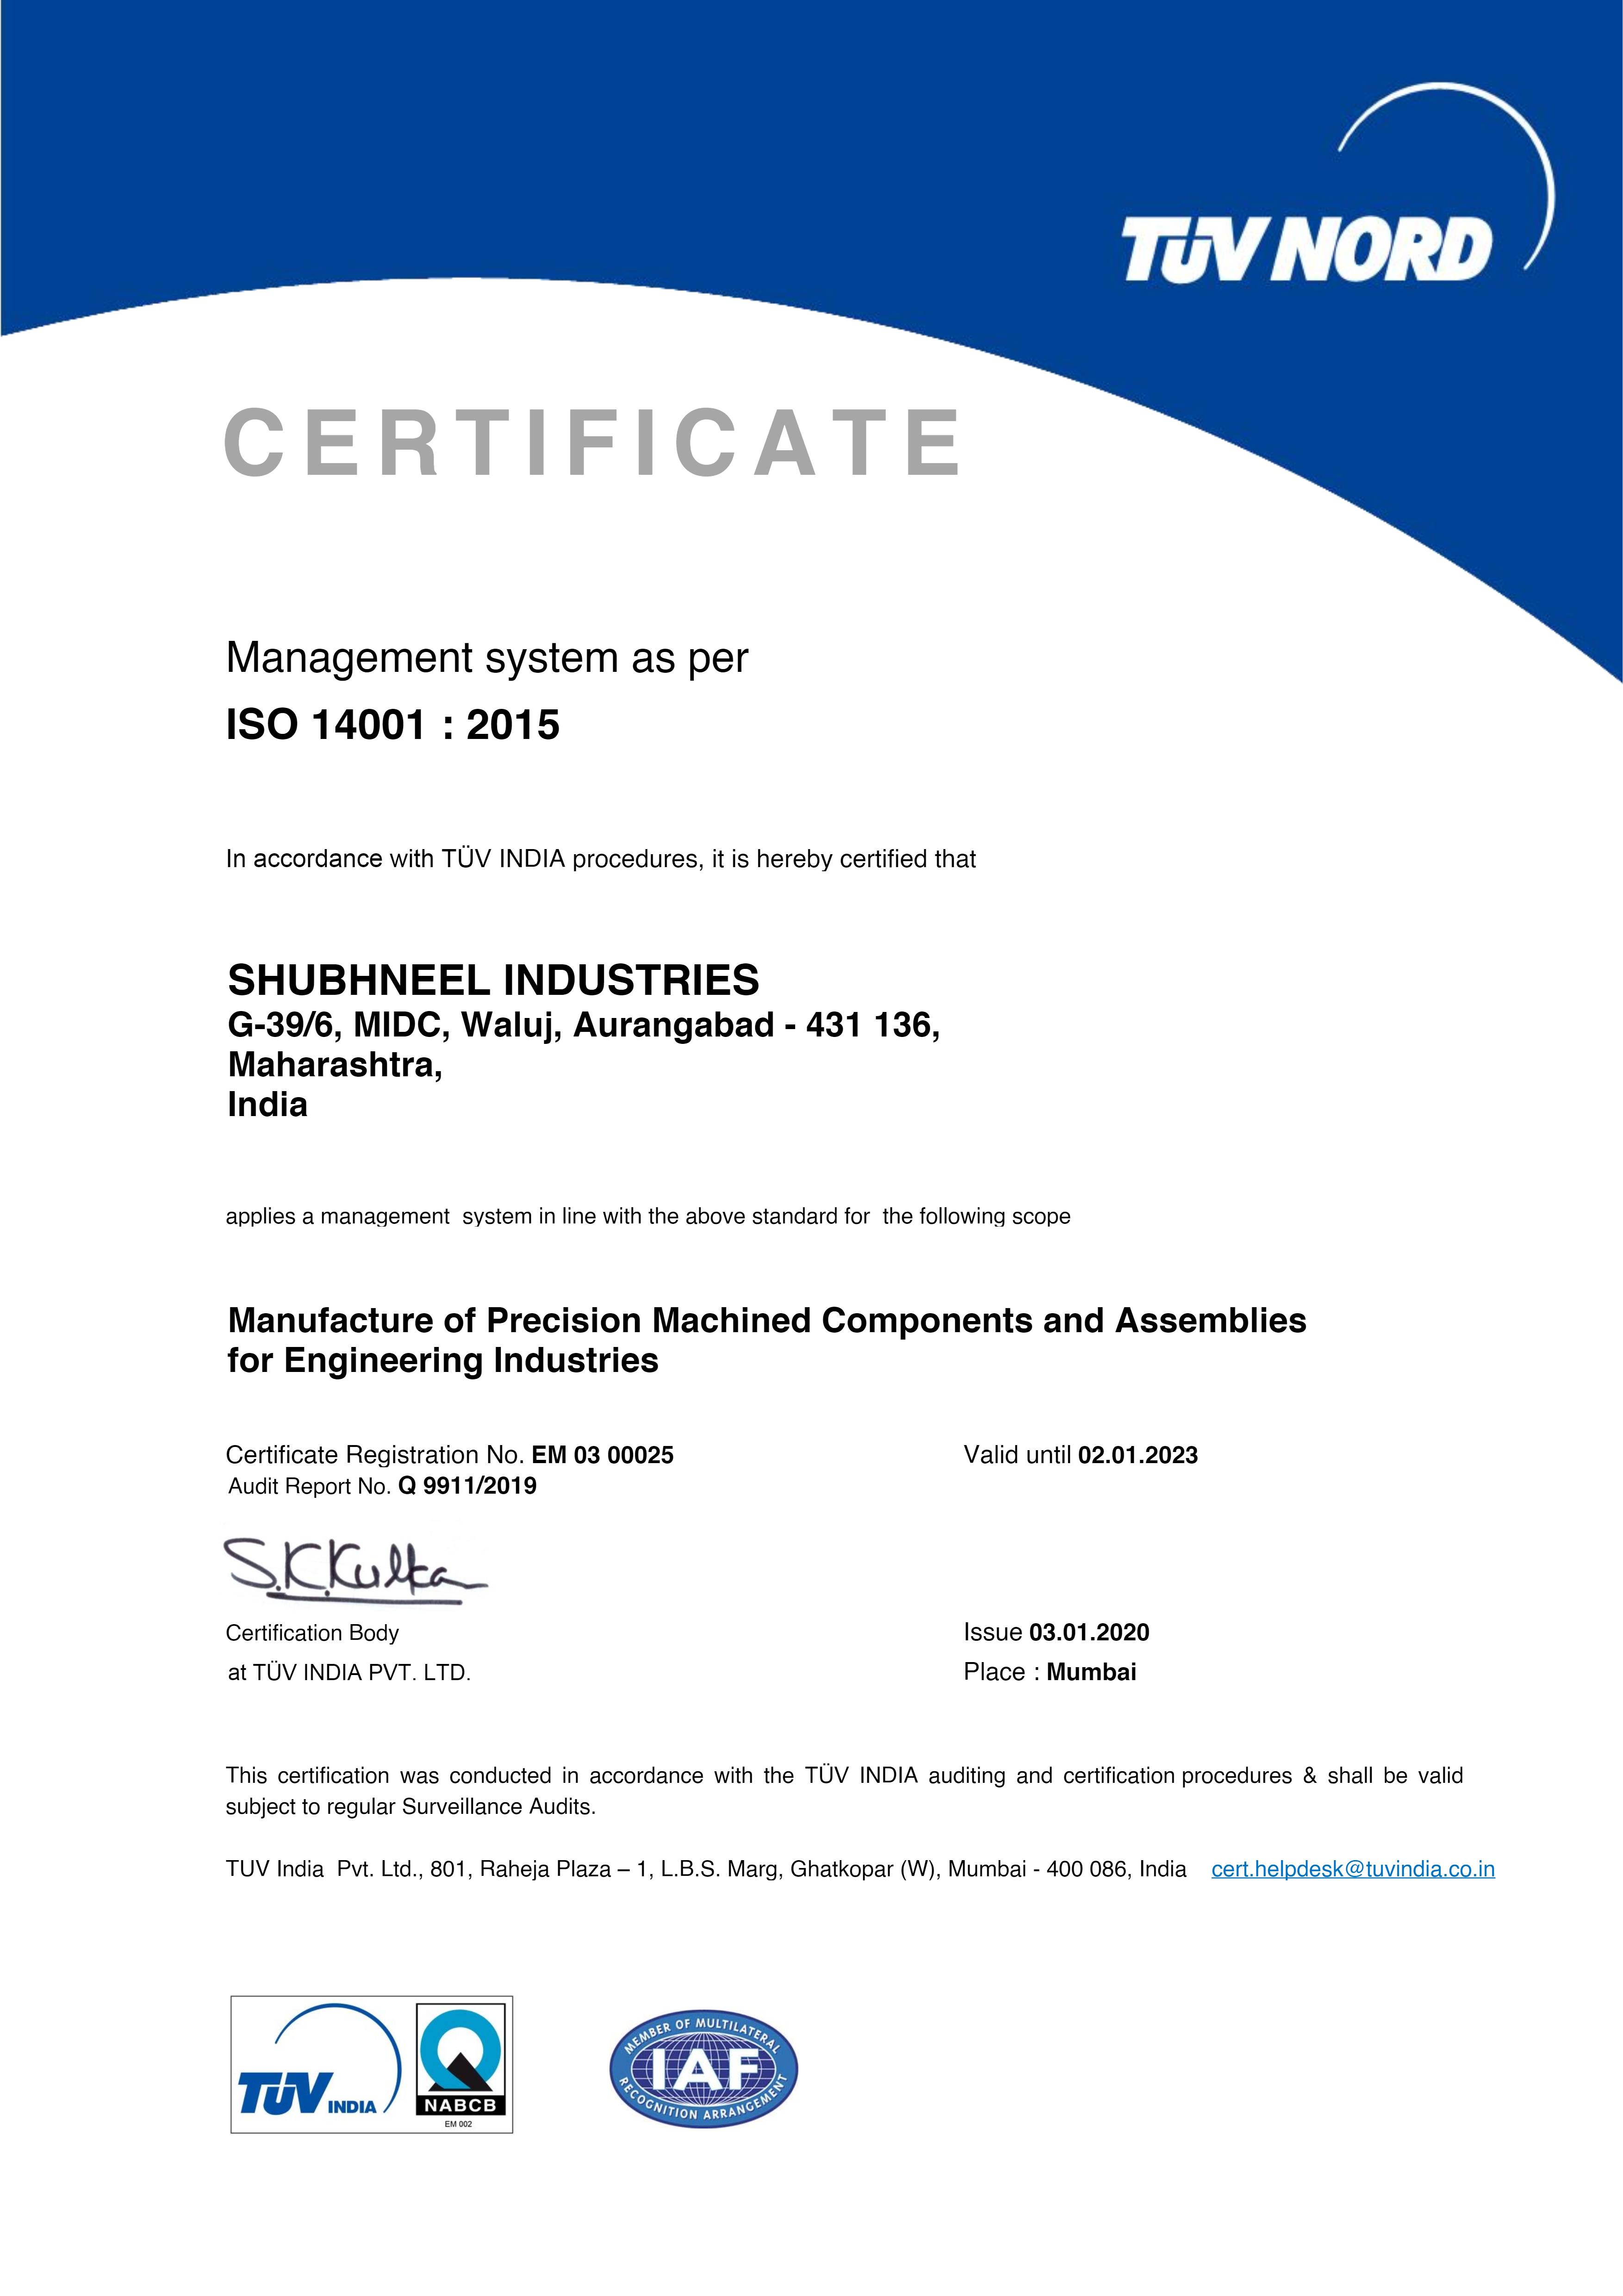 TÜV NORD
CERTIFICATE
Management system as per
ISO 14001 : 2015
In accordance with TÜV INDIA procedures, it is hereby certified that
SHUBHNEEL INDUSTRIES
G-39/6, MIDC, Waluj, Aurangabad - 431 136,
Maharashtra,
India
applies a management system in line with the above standard for the following scope
Manufacture of Precision Machined Components and Assemblies
for Engineering Industries
Certificate Registration No. EM 03 00025
Valid until 02.01.2023
Audit Report No. Q 9911/2019
S.K.Kulka
Certification Body
Issue 03.01.2020
at TÜV INDIA PVT. LTD.
Place : Mumbai
This certification was conducted in accordance with the TÜV INDIA auditing and certification procedures & shall be valid
subject to regular Surveillance Audits.
TUV India Pvt. Ltd., 801, Raheja Plaza – 1, L.B.S. Marg, Ghatkopar (W), Mumbai - 400 086, India cert.helpdesk@tuvindia.co.in
TÜV INDIA
NABCB
EM 002
MEMBER OF MULTILATERAL
IAF
RECOGNITION ARRANGEMENT